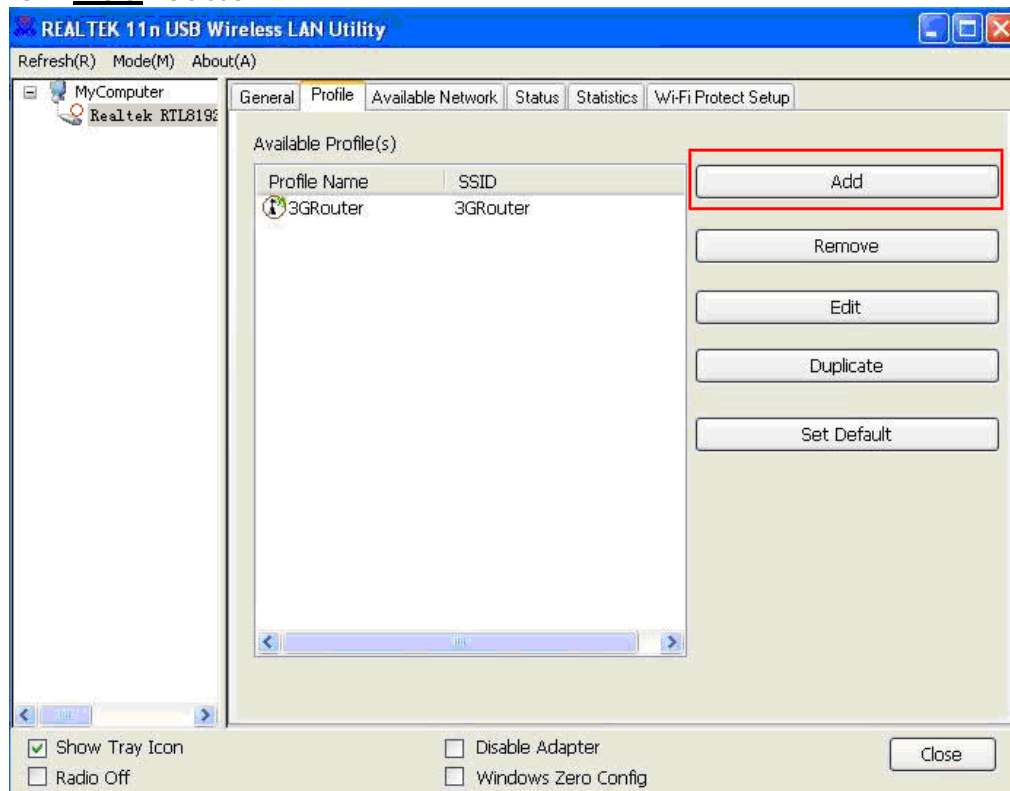 REALTEK 11n USB Wireless LAN Utility
Refresh(R) Mode(M) About(A)
MyComputer
Realtek RTL8192
General Profile Available Network Status Statistics Wi-Fi Protect Setup
Available Profile(s)
Profile Name SSID
3GRouter 3GRouter
Add
Remove
Edit
Duplicate
Set Default
Show Tray Icon
Disable Adapter
Close
Radio Off
Windows Zero Config